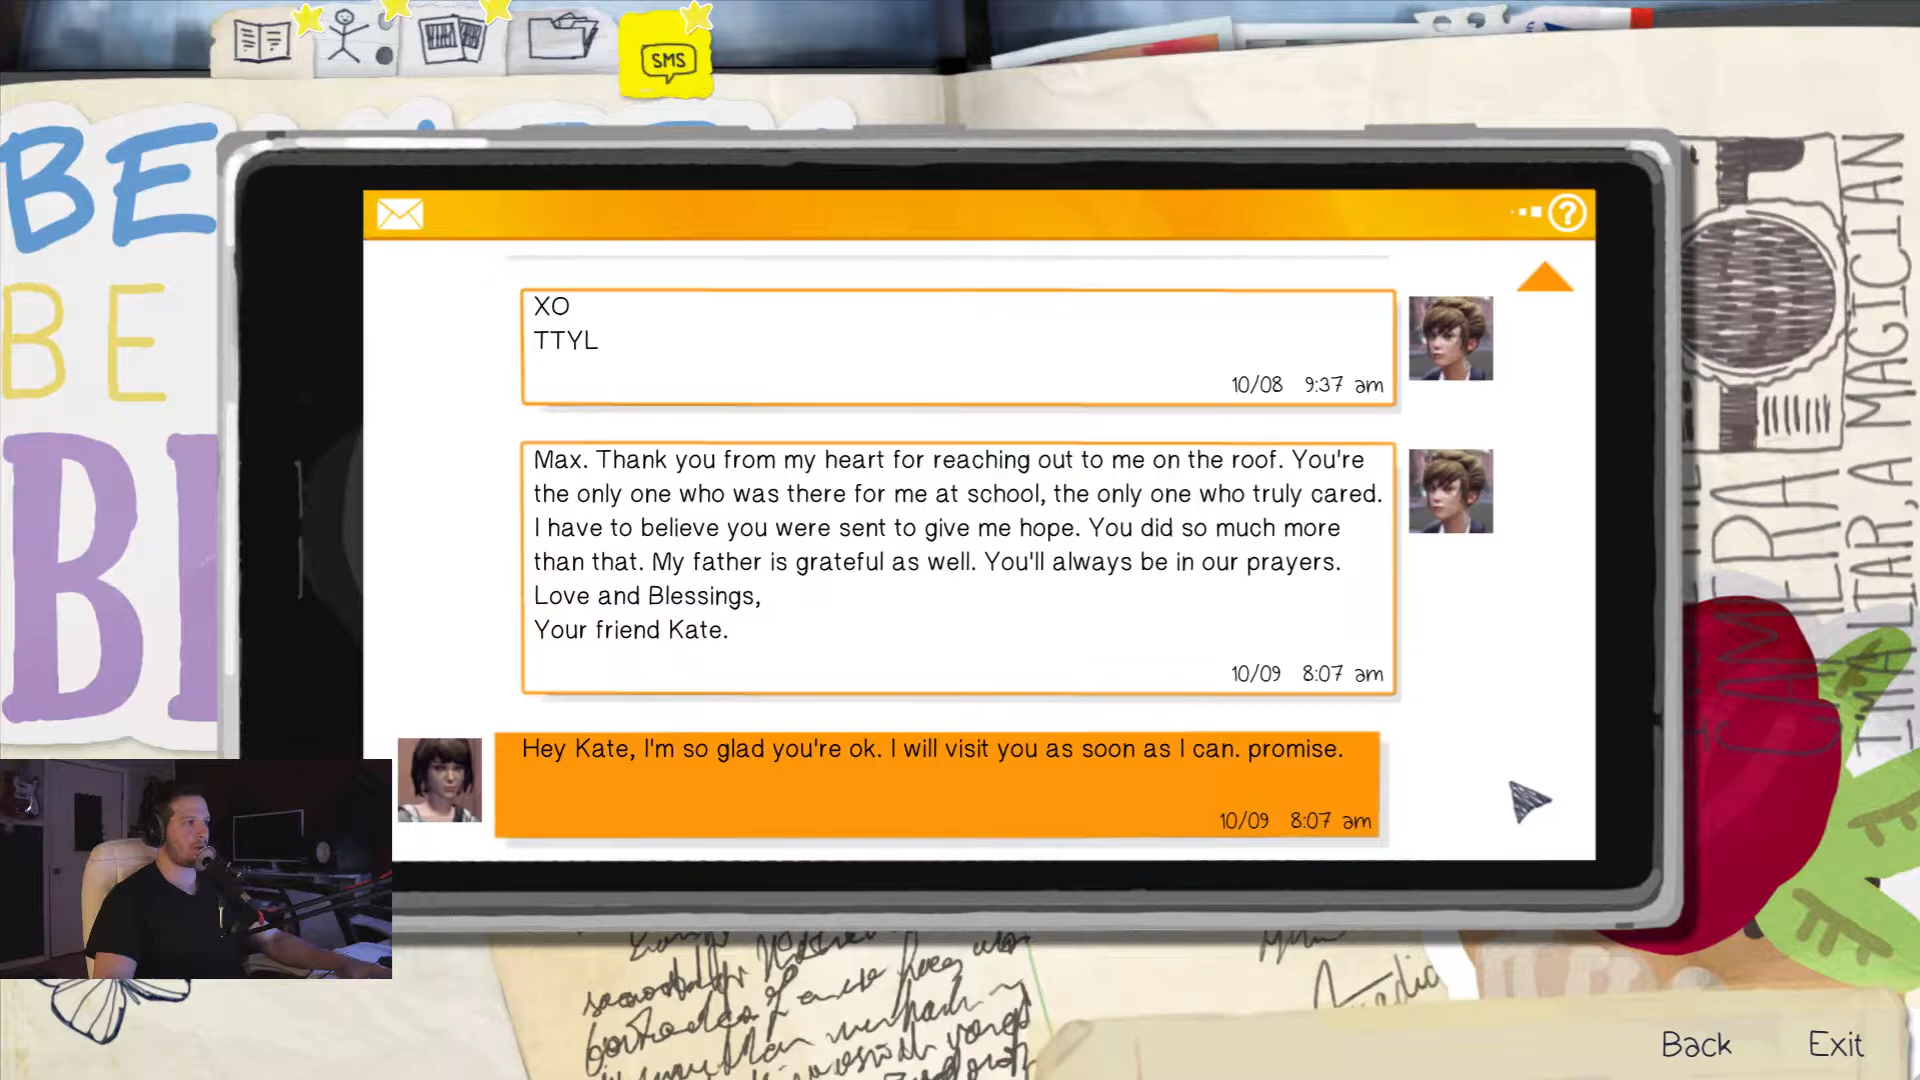 SMS
BE
BE
BE
XO
TTYL
10/08 9:37 am
Max. Thank you from my heart for reaching out to me on the roof. You're
the only one who was there for me at school, the only one who truly cared.
I have to believe you were sent to give me hope. You did so much more
than that. My father is grateful as well. You'll always be in our prayers.
Love and Blessings,
Your friend Kate.
10/09 8:07 am
Hey Kate, I'm so glad you're ok. I will visit you as soon as I can. promise.
10/09 8:07 am
CAMERA
I'M A LIAR, A MAGICIAN
Back
Exit